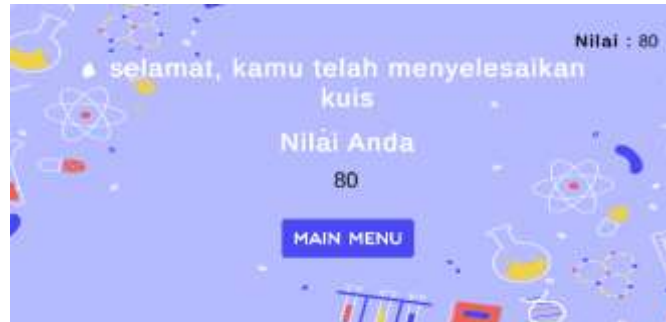 Nilai : 80
selamat, kamu telah menyelesaikan
kuis
Nilai Anda
80
MAIN MENU